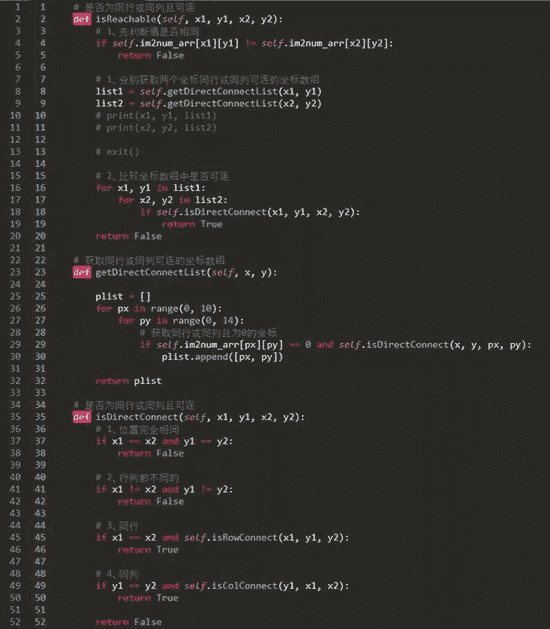 1 1 # 是否为同行或同列且可连
2 2 def isReachable(self, x1, y1, x2, y2):
3 3 # 1、先判断值是否相同
4 4 if self.im2num_arr[x1][y1] != self.im2num_arr[x2][y2]:
5 5 return False
6 6
7 7 # 1、分别获取两个坐标同行或同列可连的坐标数组
8 8 list1 = self.getDirectConnectList(x1, y1)
9 9 list2 = self.getDirectConnectList(x2, y2)
10 10 # print(x1, y1, list1)
11 11 # print(x2, y2, list2)
12 12
13 13 # exit()
14 14
15 15 # 2、比较坐标数组中是否可连
16 16 for x1, y1 in list1:
17 17 for x2, y2 in list2:
18 18 if self.isDirectConnect(x1, y1, x2, y2):
19 19 return True
20 20 return False
21 21
22 22 # 获取同行或同列可连的坐标数组
23 23 def getDirectConnectList(self, x, y):
24 24
25 25 plist = []
26 26 for px in range(0, 10):
27 27 for py in range(0, 14):
28 28 # 获取同行或同列且为0的坐标
29 29 if self.im2num_arr[px][py] == 0 and self.isDirectConnect(x, y, px, py):
30 30 plist.append([px, py])
31 31
32 32 return plist
33 33
34 34 # 是否为同行或同列且可连
35 35 def isDirectConnect(self, x1, y1, x2, y2):
36 36 # 1、位置完全相同
37 37 if x1 == x2 and y1 == y2:
38 38 return False
39 39
40 40 # 2、行列都不同的
41 41 if x1 != x2 and y1 != y2:
42 42 return False
43 43
44 44 # 3、同行
45 45 if x1 == x2 and self.isRowConnect(x1, y1, y2):
46 46 return True
47 47
48 48 # 4、同列
49 49 if y1 == y2 and self.isColConnect(y1, x1, x2):
50 50 return True
51 51
52 52 return False